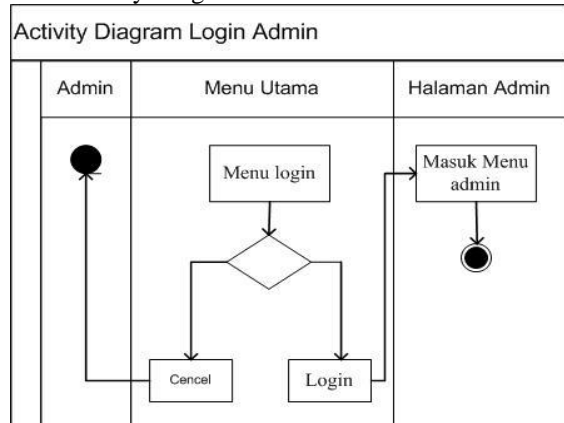 Activity Diagram Login Admin
Admin
Menu Utama
Halaman Admin
Menu login
Masuk Menu
admin
Cencel
Login